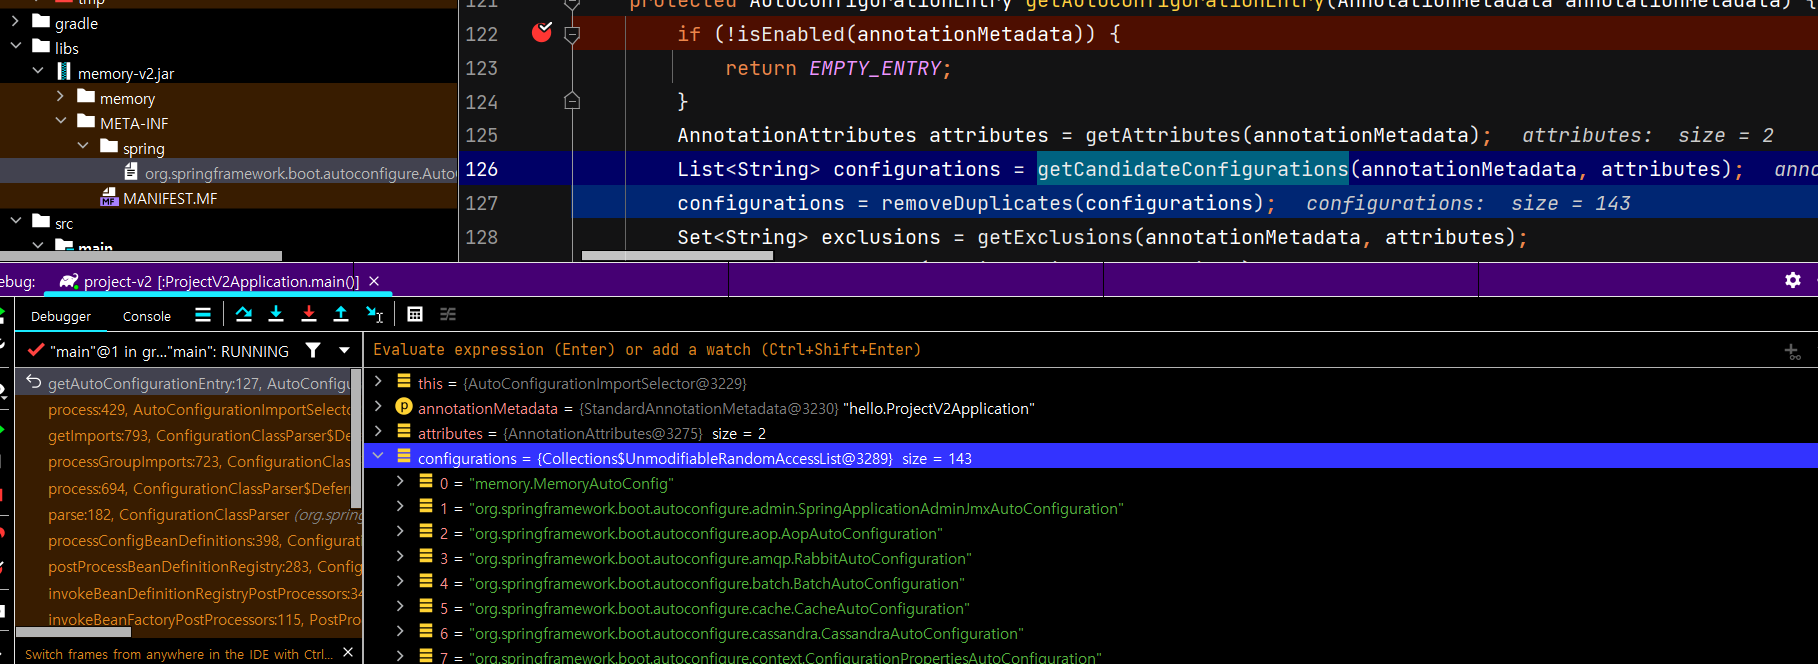 tmp
gradle
libs
memory-v2.jar
memory
META-INF
spring
org.springframework.boot.autoconfigure.Auto
MANIFEST.MF
src
main
121 protected AutoConfigurationEntry getAutoConfigurationEntry(AnnotationMetadata annotationMetadata) {
122 if (!isEnabled(annotationMetadata)) {
123 return EMPTY_ENTRY;
124 }
125 AnnotationAttributes attributes = getAttributes(annotationMetadata); attributes: size = 2
126 List<String> configurations = getCandidateConfigurations(annotationMetadata, attributes); anno
127 configurations = removeDuplicates(configurations); configurations: size = 143
128 Set<String> exclusions = getExclusions(annotationMetadata, attributes);
ebug: project-v2 [:ProjectV2Application.main()]
Debugger Console
"main"@1 in gr..."main": RUNNING
getAutoConfigurationEntry:127, AutoConfigu
process:429, AutoConfigurationImportSelecto
getImports:793, ConfigurationClassParser$De
processGroupImports:723, ConfigurationClas
process:694, ConfigurationClassParser$Deferr
parse:182, ConfigurationClassParser (org.spring
processConfigBeanDefinitions:398, Configurat
postProcessBeanDefinitionRegistry:283, Config
invokeBeanDefinitionRegistryPostProcessors:34
invokeBeanFactoryPostProcessors:115, PostPro
Switch frames from anywhere in the IDE with Ctrl...
Evaluate expression (Enter) or add a watch (Ctrl+Shift+Enter)
this = {AutoConfigurationImportSelector@3229}
annotationMetadata = {StandardAnnotationMetadata@3230} "hello.ProjectV2Application"
attributes = {AnnotationAttributes@3275} size = 2
configurations = {Collections$UnmodifiableRandomAccessList@3289} size = 143
0 = "memory.MemoryAutoConfig"
1 = "org.springframework.boot.autoconfigure.admin.SpringApplicationAdminJmxAutoConfiguration"
2 = "org.springframework.boot.autoconfigure.aop.AopAutoConfiguration"
3 = "org.springframework.boot.autoconfigure.amqp.RabbitAutoConfiguration"
4 = "org.springframework.boot.autoconfigure.batch.BatchAutoConfiguration"
5 = "org.springframework.boot.autoconfigure.cache.CacheAutoConfiguration"
6 = "org.springframework.boot.autoconfigure.cassandra.CassandraAutoConfiguration"
7 = "org.springframework.boot.autoconfigure.context.ConfigurationPropertiesAutoConfiguration"